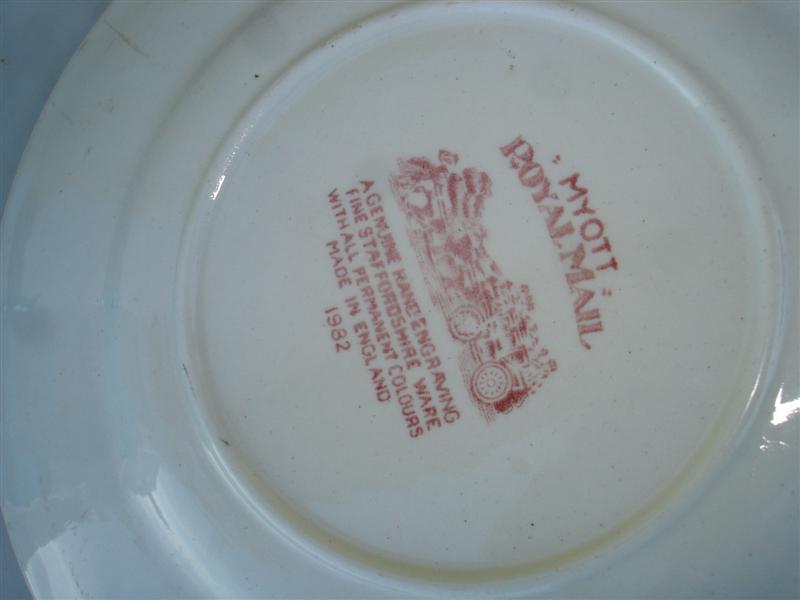 "MYOTT"
ROYAL MAIL
A GENUINE HAND ENGRAVING
FINE STAFFORDSHIRE WARE
WITH ALL PERMANENT COLOURS
MADE IN ENGLAND
1982